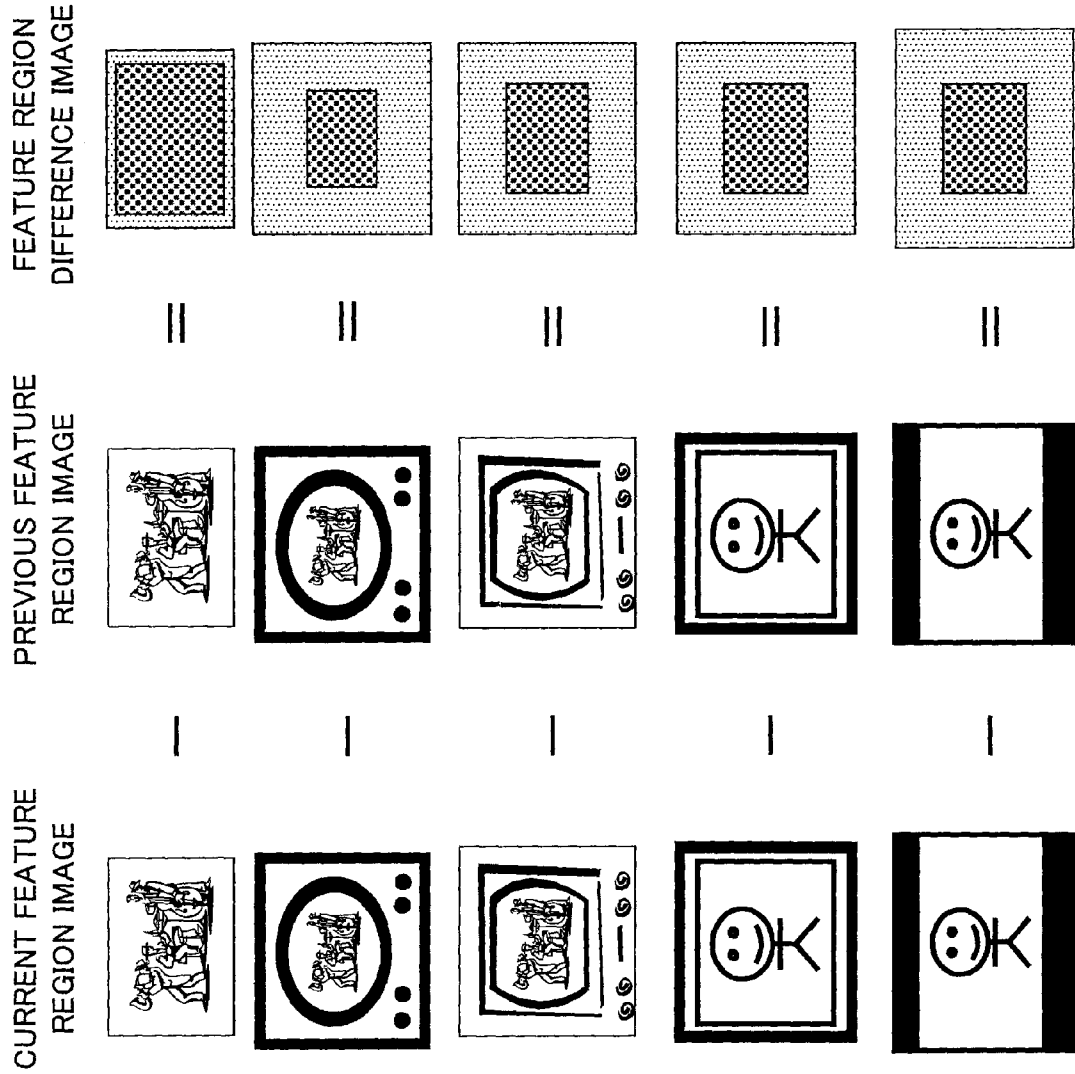 CURRENT FEATURE
REGION IMAGE
PREVIOUS FEATURE
REGION IMAGE
FEATURE REGION
DIFFERENCE IMAGE